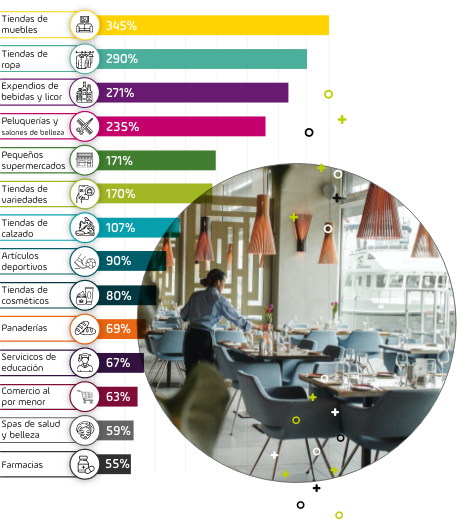 Tiendas de
muebles
345%
Tiendas de
ropa
290%
Expendios de
bebidas y licor
271%
Peluquerías y
salones de belleza
235%
Pequeños
supermercados
171%
Tiendas de
variedades
170%
Tiendas de
calzado
107%
Artículos
deportivos
90%
Tiendas de
cosméticos
80%
Panaderías
69%
Servicicos de
educación
67%
Comercio al
por menor
63%
Spas de salud
y belleza
59%
Farmacias
55%